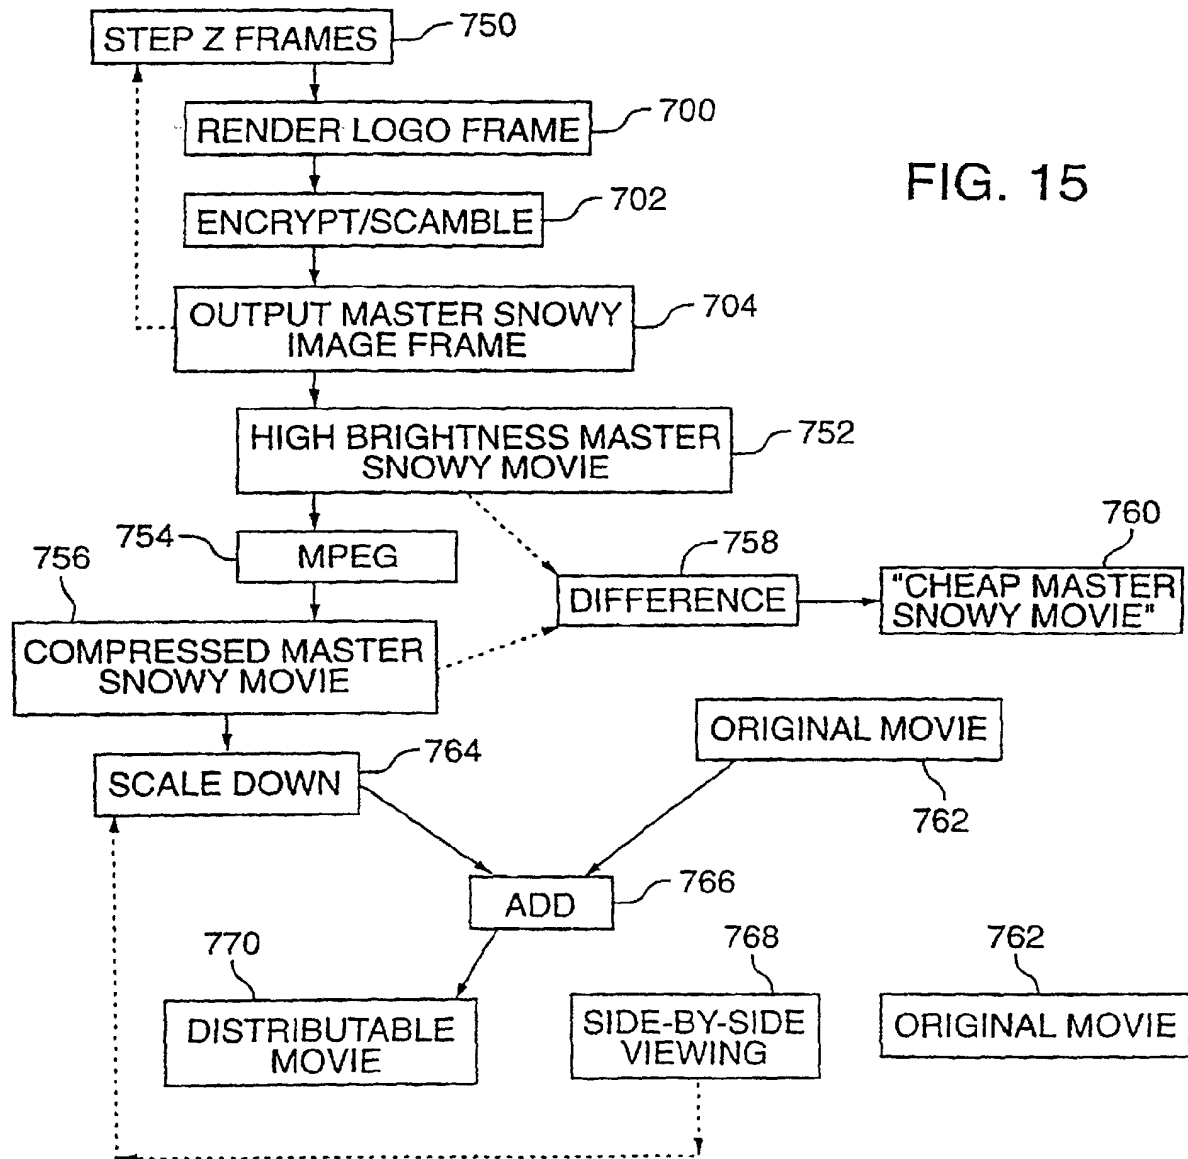 STEP Z FRAMES
750
RENDER LOGO FRAME
700
FIG. 15
ENCRYPT/SCAMBLE
702
OUTPUT MASTER SNOWY
IMAGE FRAME
704
HIGH BRIGHTNESS MASTER
SNOWY MOVIE
752
754
MPEG
756
COMPRESSED MASTER
SNOWY MOVIE
758
DIFFERENCE
760
"CHEAP MASTER
SNOWY MOVIE"
SCALE DOWN
764
ORIGINAL MOVIE
762
ADD
766
770
DISTRIBUTABLE
MOVIE
768
SIDE-BY-SIDE
VIEWING
762
ORIGINAL MOVIE